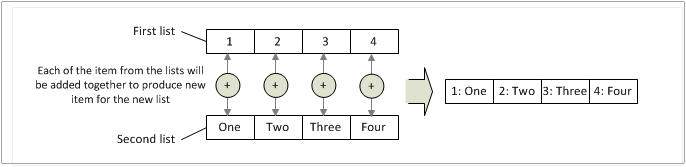 First list
1 2 3 4
Each of the item from the lists will
be added together to produce new
item for the new list
+ + + +
1: One 2: Two 3: Three 4: Four
One Two Three Four
Second list